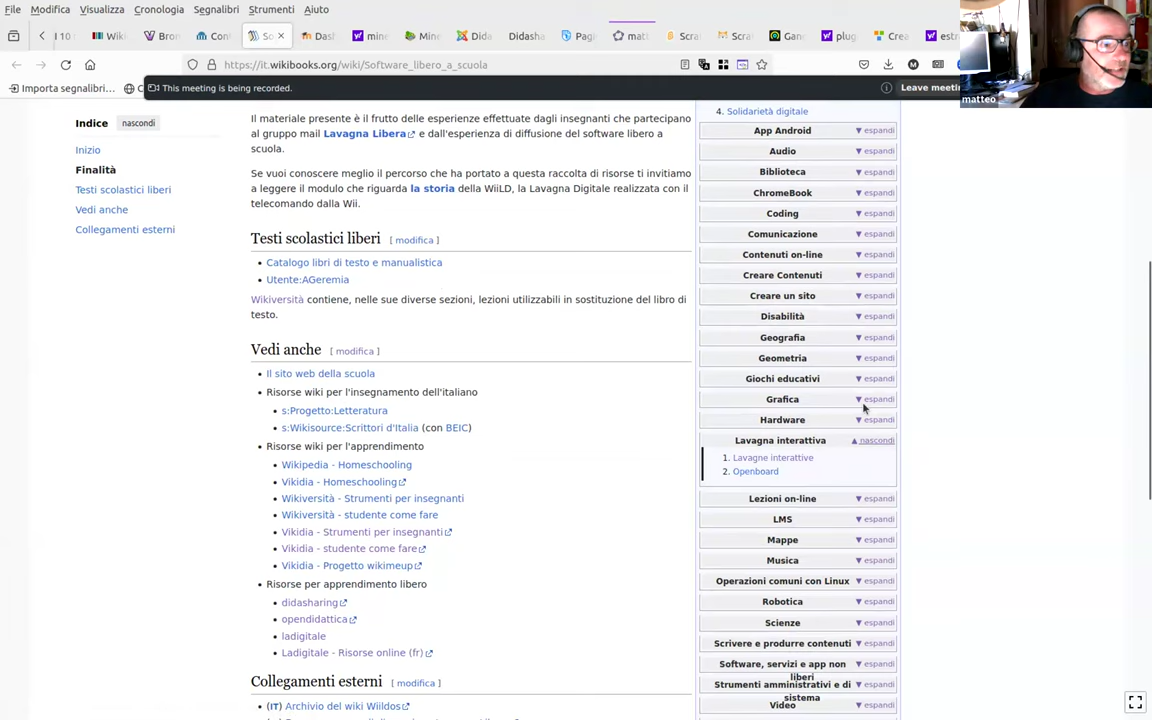 File Modifica Visualizza Cronologia Segnalibri Strumenti Aiuto
10 Wiki Bron Con So Dash mine Mine Dida Didasha Pagi matt Scra Scra Gand plug Crea estr
https://it.wikibooks.org/wiki/Software_libero_a_scuola
Importa segnalibri...
This meeting is being recorded.
Leave meeti
matteo
Indice nascondi
Inizio
Finalità
Testi scolastici liberi
Vedi anche
Collegamenti esterni
Il materiale presente è il frutto delle esperienze effettuate dagli insegnanti che partecipano
al gruppo mail Lavagna Libera e dall'esperienza di diffusione del software libero a
scuola.
Se vuoi conoscere meglio il percorso che ha portato a questa raccolta di risorse ti invitiamo
a leggere il modulo che riguarda la storia della WiiLD, la Lavagna Digitale realizzata con il
telecomando dalla Wii.
Testi scolastici liberi [ modifica ]
• Catalogo libri di testo e manualistica
• Utente:AGeremia
Wikiversità contiene, nelle sue diverse sezioni, lezioni utilizzabili in sostituzione del libro di
testo.
Vedi anche [ modifica ]
• Il sito web della scuola
• Risorse wiki per l'insegnamento dell'italiano
• s:Progetto:Letteratura
• s:Wikisource:Scrittori d'Italia (con BEIC)
• Risorse wiki per l'apprendimento
• Wikipedia - Homeschooling
• Vikidia - Homeschooling
• Wikiversità - Strumenti per insegnanti
• Wikiversità - studente come fare
• Vikidia - Strumenti per insegnanti
• Vikidia - studente come fare
• Vikidia - Progetto wikimeup
• Risorse per apprendimento libero
• didasharing
• opendidattica
• ladigitale
• Ladigitale - Risorse online (fr)
Collegamenti esterni [ modifica ]
• (IT) Archivio del wiki Wiildos
4. Solidarietà digitale
App Android ▼ espandi
Audio ▼ espandi
Biblioteca ▼ espandi
ChromeBook ▼ espandi
Coding ▼ espandi
Comunicazione ▼ espandi
Contenuti on-line ▼ espandi
Creare Contenuti ▼ espandi
Creare un sito ▼ espandi
Disabilità ▼ espandi
Geografia ▼ espandi
Geometria ▼ espandi
Giochi educativi ▼ espandi
Grafica ▼ espandi
Hardware ▼ espandi
Lavagna interattiva ▲ nascondi
1. Lavagne interattive
2. Openboard
Lezioni on-line ▼ espandi
LMS ▼ espandi
Mappe ▼ espandi
Musica ▼ espandi
Operazioni comuni con Linux ▼ espandi
Robotica ▼ espandi
Scienze ▼ espandi
Scrivere e produrre contenuti ▼ espandi
Software, servizi e app non ▼ espandi
liberi
Strumenti amministrativi e di ▼ espandi
sistema
Video ▼ espandi